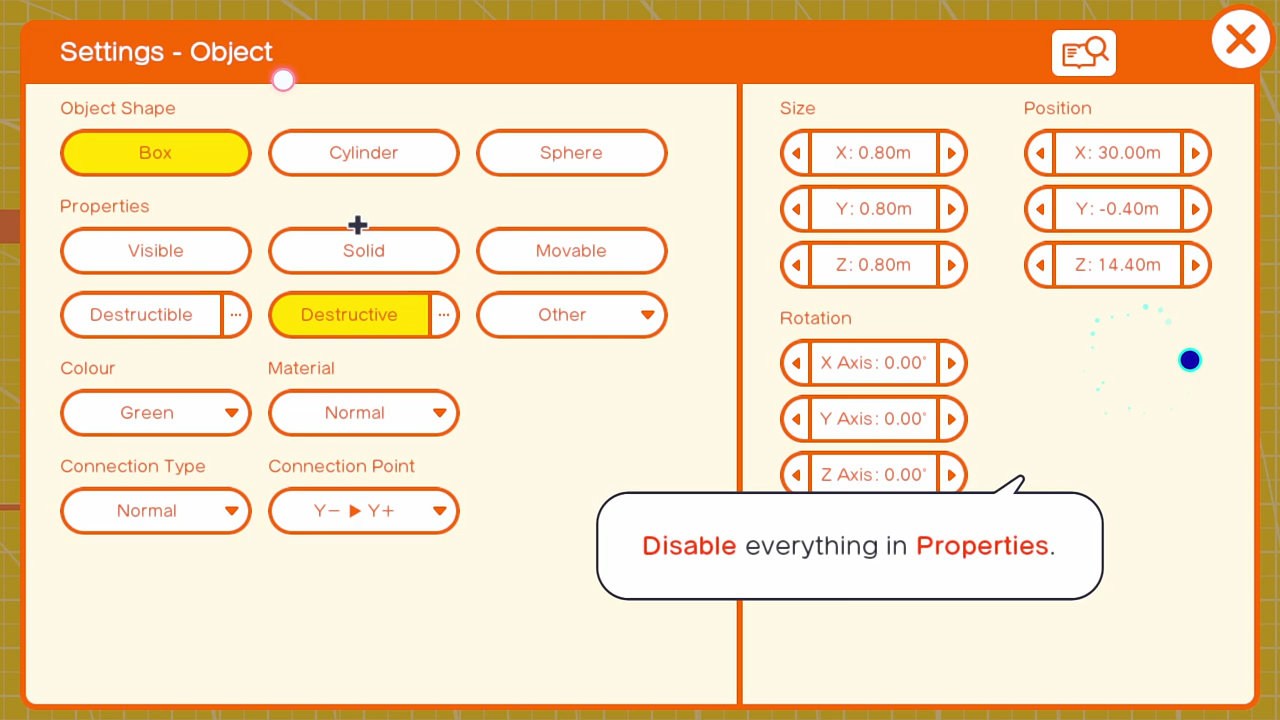 Settings - Object
Object Shape
Box
Cylinder
Sphere
Properties
Visible
Solid
Movable
Destructible
...
Destructive
...
Other
Colour
Material
Green
Normal
Connection Type
Connection Point
Normal
Y− ▶ Y+
Size
Position
X: 0.80m
X: 30.00m
Y: 0.80m
Y: -0.40m
Z: 0.80m
Z: 14.40m
Rotation
X Axis: 0.00°
Y Axis: 0.00°
Z Axis: 0.00°
Disable everything in Properties.